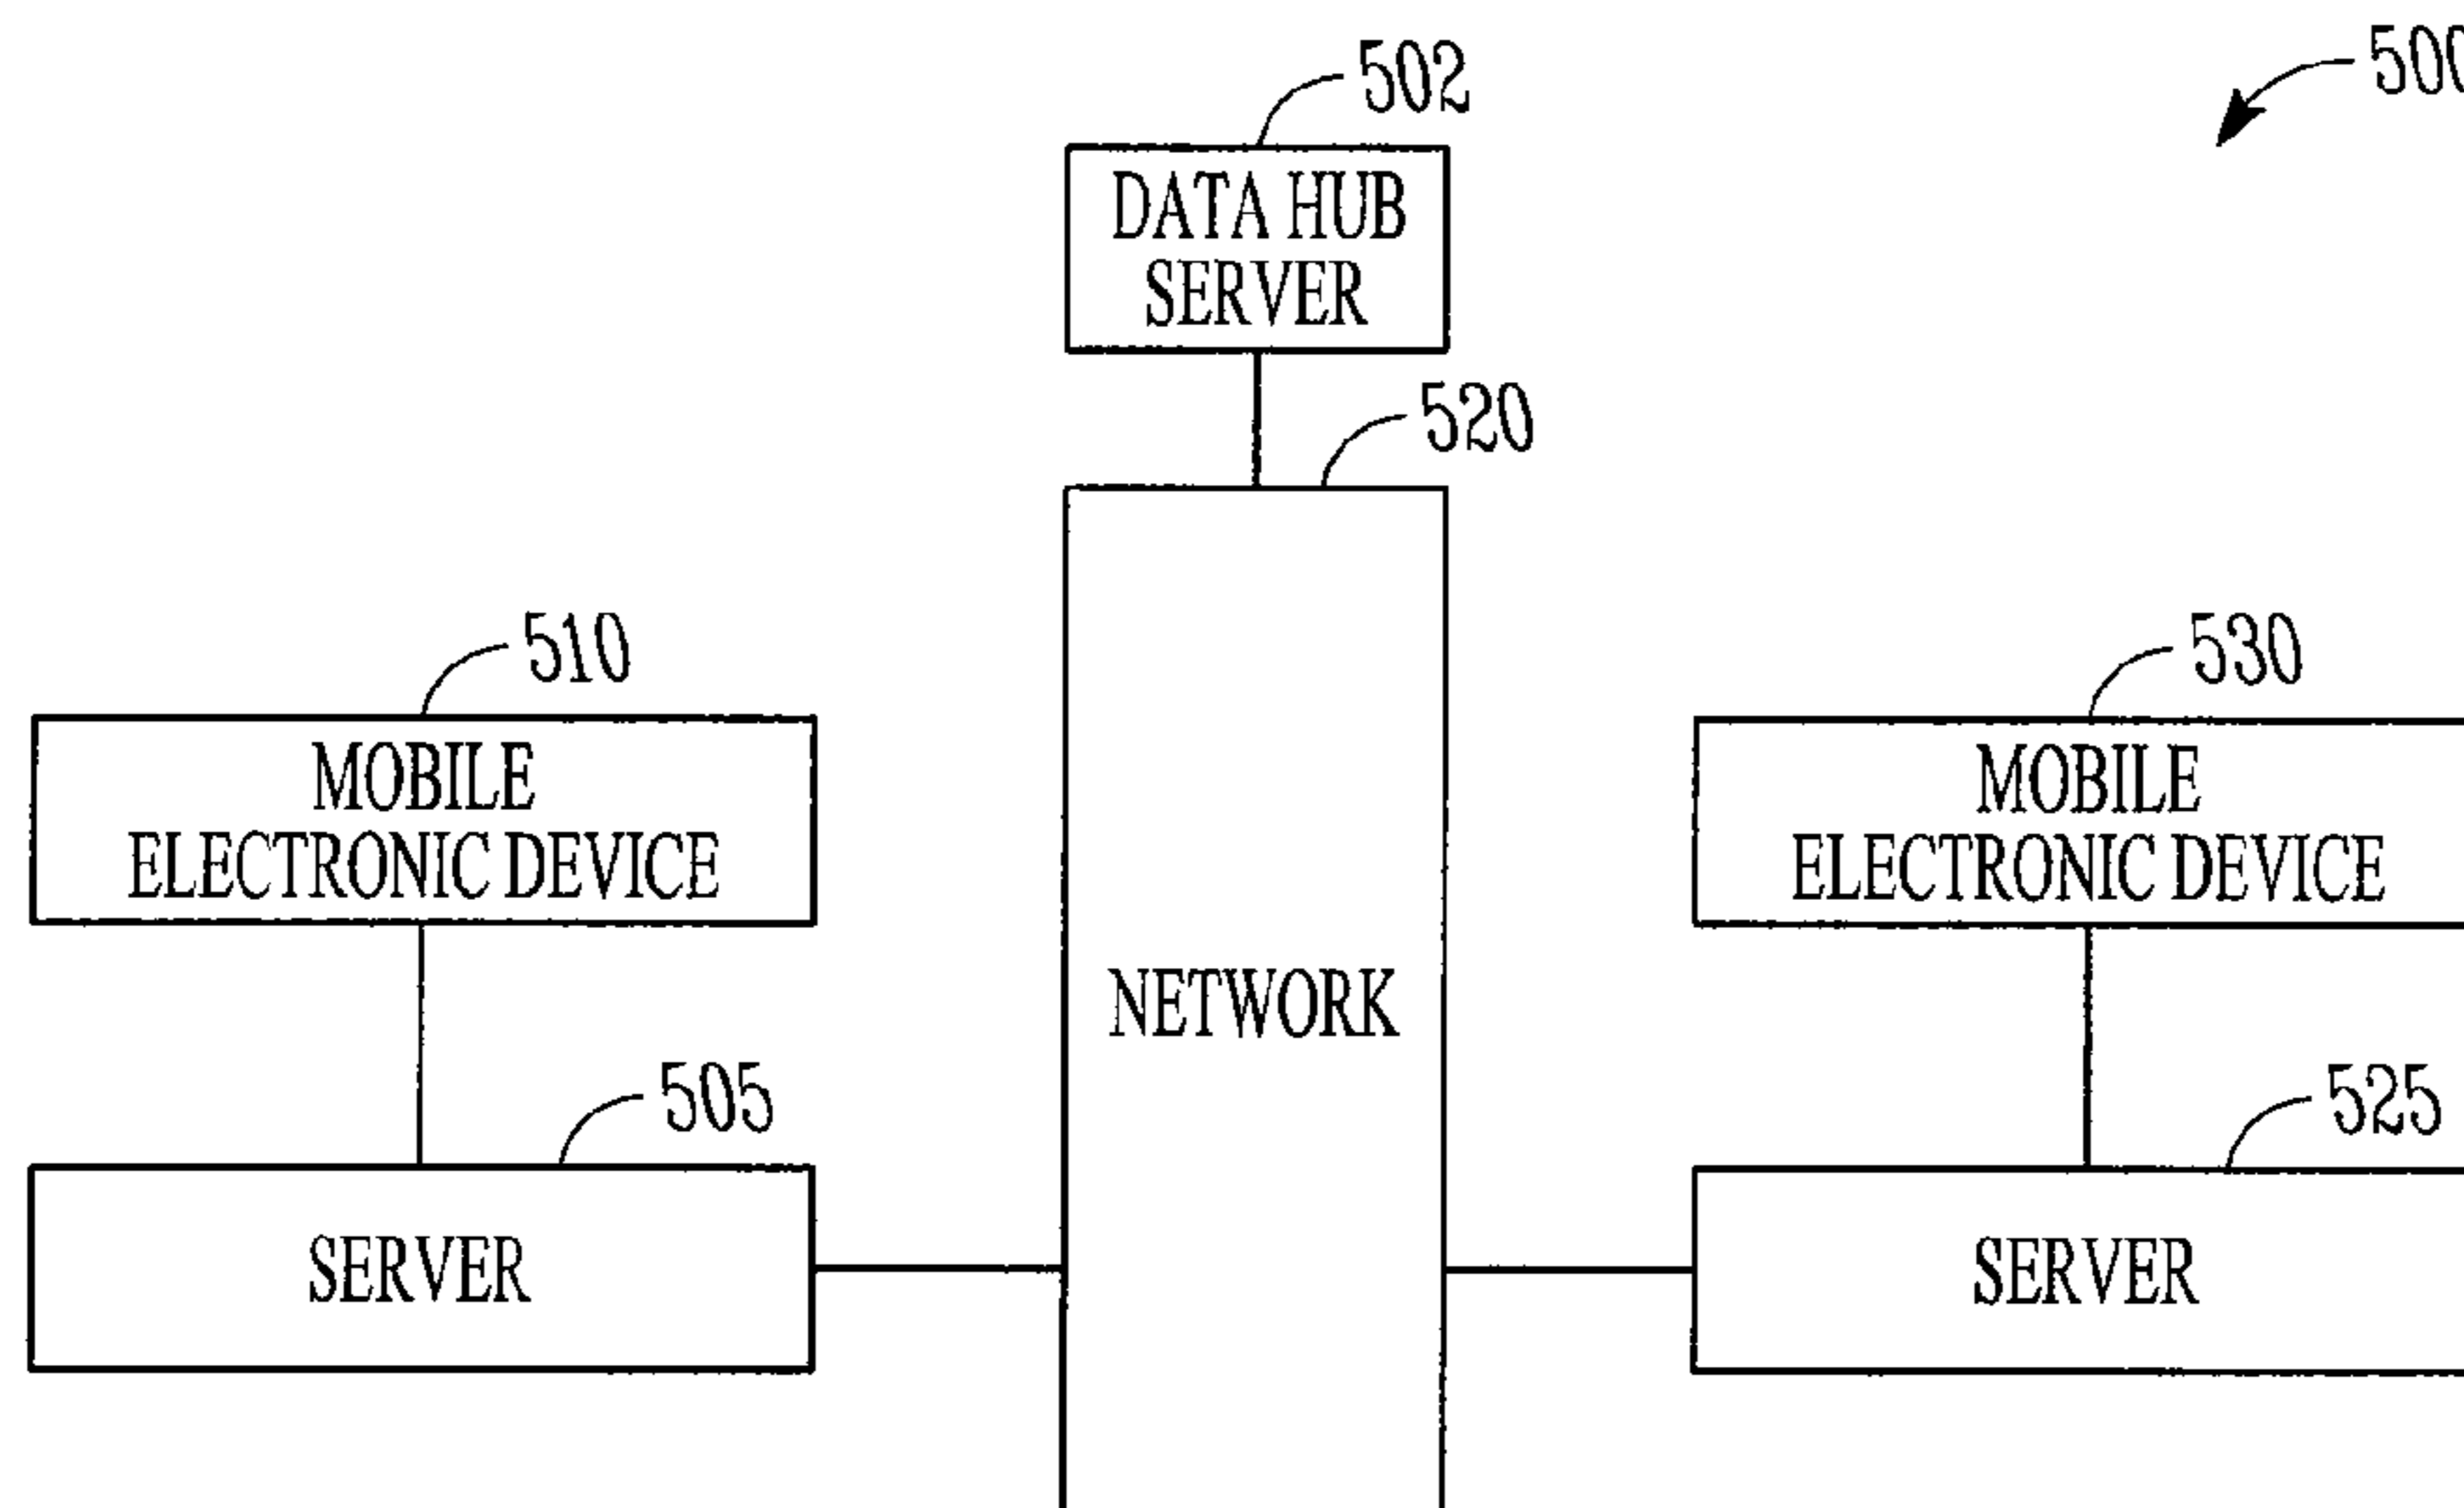 502
500
DATA HUB
SERVER
520
510
530
MOBILE
ELECTRONIC DEVICE
MOBILE
ELECTRONIC DEVICE
NETWORK
505
525
SERVER
SERVER